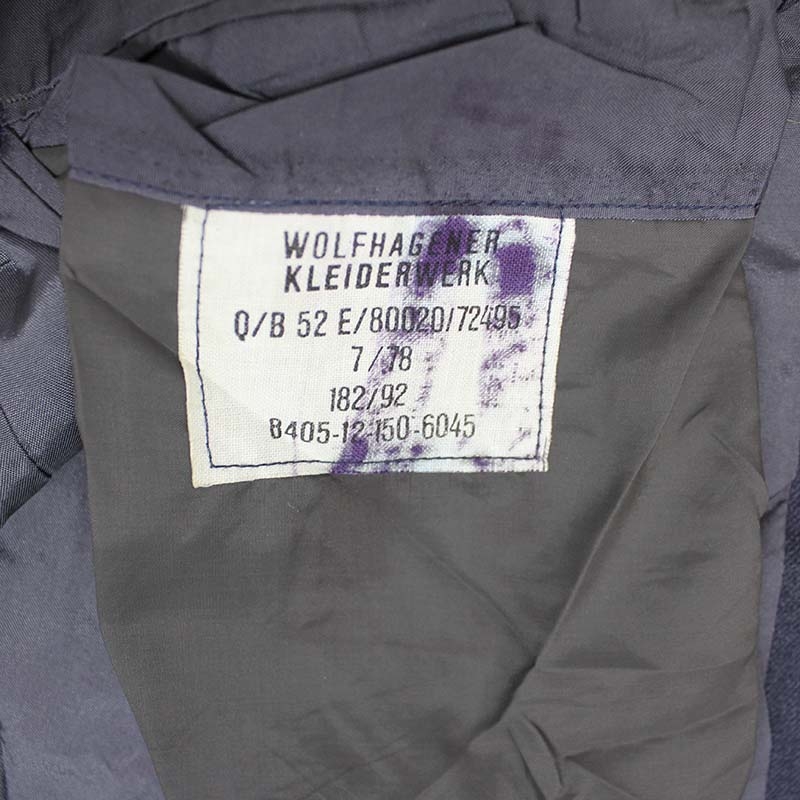 WOLFHAGENER
KLEIDERWERK
Q/B 52 E/80020/72495
7/78
182/92
8405-12-150-6045